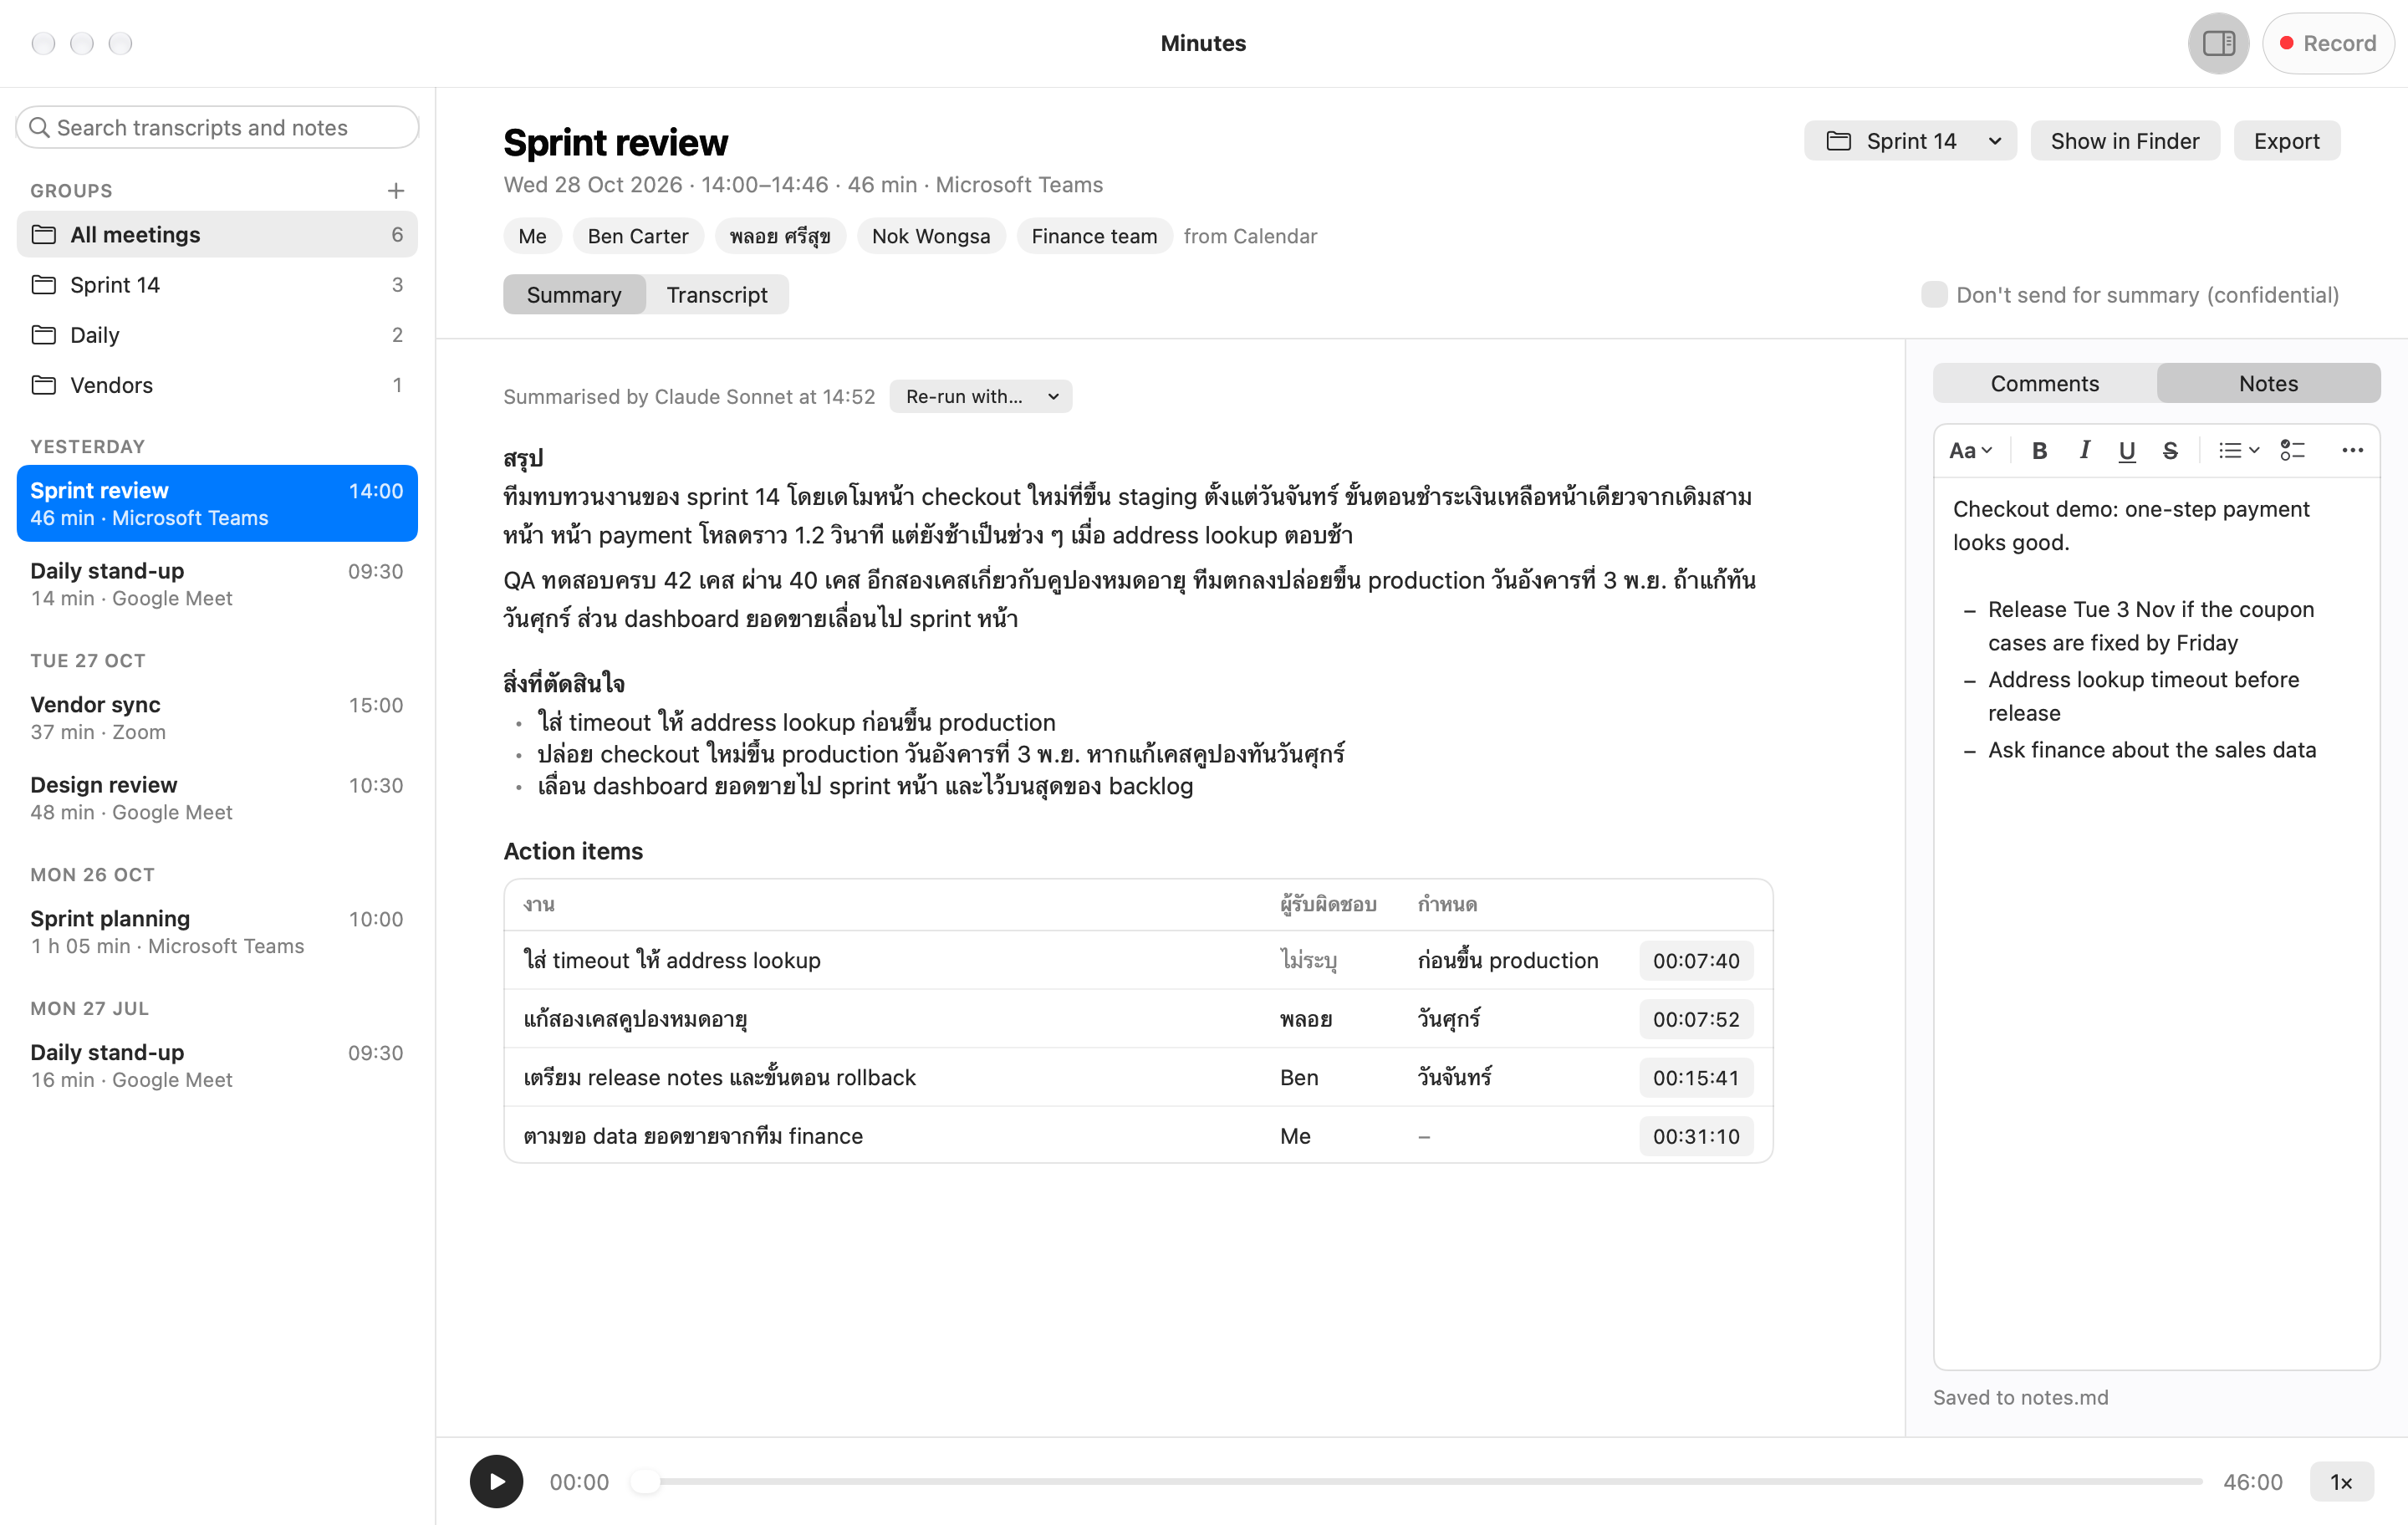 Minutes
Record
Search transcripts and notes
GROUPS
All meetings 6
Sprint 14 3
Daily 2
Vendors 1
YESTERDAY
Sprint review 14:00
46 min · Microsoft Teams
Daily stand-up 09:30
14 min · Google Meet
TUE 27 OCT
Vendor sync 15:00
37 min · Zoom
Design review 10:30
48 min · Google Meet
MON 26 OCT
Sprint planning 10:00
1 h 05 min · Microsoft Teams
MON 27 JUL
Daily stand-up 09:30
16 min · Google Meet
Sprint review
Sprint 14 Show in Finder Export
Wed 28 Oct 2026 · 14:00–14:46 · 46 min · Microsoft Teams
Me Ben Carter พลอย ศรีสุข Nok Wongsa Finance team from Calendar
Summary Transcript
Don't send for summary (confidential)
Summarised by Claude Sonnet at 14:52 Re-run with...
สรุป
ทีมทบทวนงานของ sprint 14 โดยเดโมหน้า checkout ใหม่ที่ขึ้น staging ตั้งแต่วันจันทร์ ขั้นตอนชำระเงินเหลือหน้าเดียวจากเดิมสาม
หน้า หน้า payment โหลดราว 1.2 วินาที แต่ยังช้าเป็นช่วง ๆ เมื่อ address lookup ตอบช้า
QA ทดสอบครบ 42 เคส ผ่าน 40 เคส อีกสองเคสเกี่ยวกับคูปองหมดอายุ ทีมตกลงปล่อยขึ้น production วันอังคารที่ 3 พ.ย. ถ้าแก้ทัน
วันศุกร์ ส่วน dashboard ยอดขายเลื่อนไป sprint หน้า
สิ่งที่ตัดสินใจ
• ใส่ timeout ให้ address lookup ก่อนขึ้น production
• ปล่อย checkout ใหม่ขึ้น production วันอังคารที่ 3 พ.ย. หากแก้เคสคูปองทันวันศุกร์
• เลื่อน dashboard ยอดขายไป sprint หน้า และไว้บนสุดของ backlog
Action items
งาน ผู้รับผิดชอบ กำหนด
ใส่ timeout ให้ address lookup ไม่ระบุ ก่อนขึ้น production 00:07:40
แก้สองเคสคูปองหมดอายุ พลอย วันศุกร์ 00:07:52
เตรียม release notes และขั้นตอน rollback Ben วันจันทร์ 00:15:41
ตามขอ data ยอดขายจากทีม finance Me – 00:31:10
Comments Notes
Aa B I U S
Checkout demo: one-step payment
looks good.
– Release Tue 3 Nov if the coupon
cases are fixed by Friday
– Address lookup timeout before
release
– Ask finance about the sales data
Saved to notes.md
00:00 46:00 1×